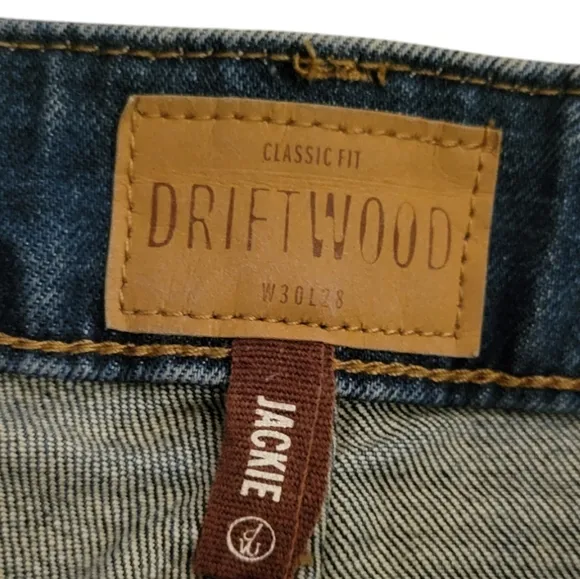 CLASSIC FIT
DRIFTWOOD
W30L28
JACKIE